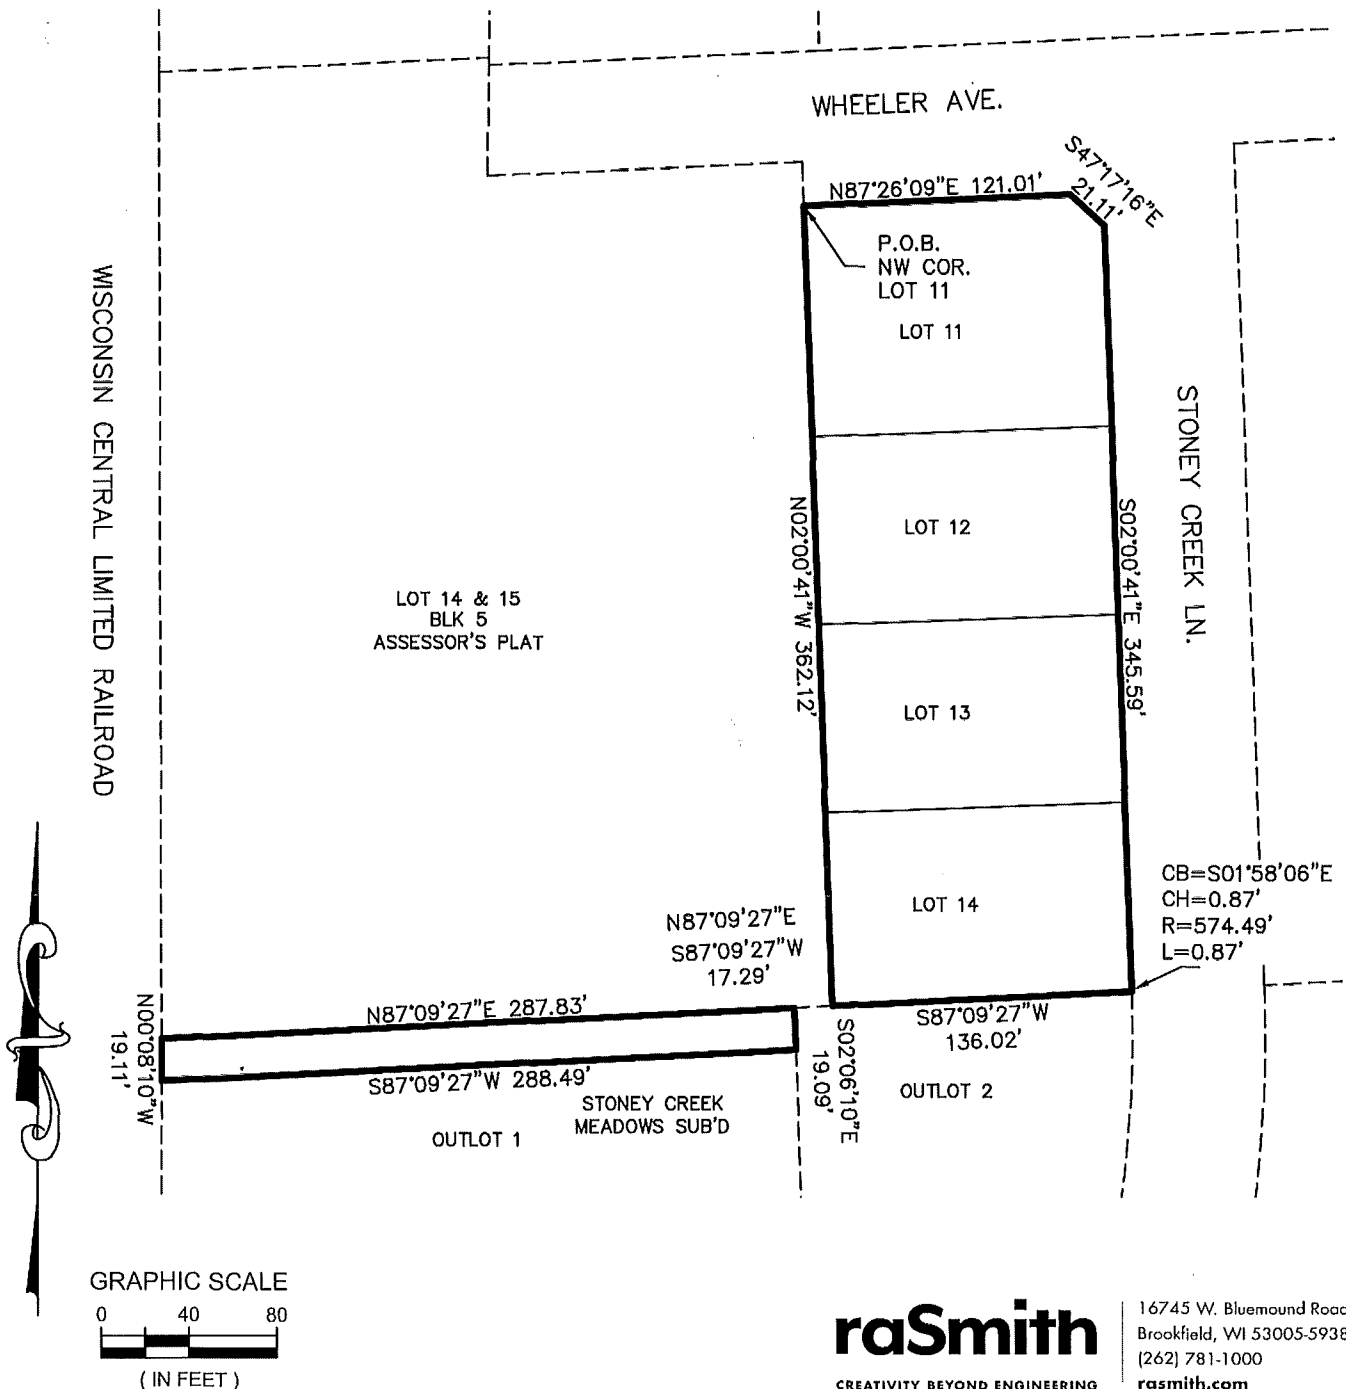 WHEELER AVE.
S47°17'16"E
21.11'
N87°26'09"E 121.01'
P.O.B.
NW COR.
LOT 11
LOT 11
WISCONSIN CENTRAL LIMITED RAILROAD
STONEY CREEK LN.
LOT 12
N02°00'41"W 362.12'
S02°00'41"E 345.59'
LOT 14 & 15
BLK 5
ASSESSOR'S PLAT
LOT 13
CB=S01°58'06"E
CH=0.87'
R=574.49'
L=0.87'
LOT 14
N87°09'27"E
S87°09'27"W
17.29'
N00°08'10"W
19.11'
N87°09'27"E 287.83'
S87°09'27"W
136.02'
S02°06'10"E
19.09'
S87°09'27"W 288.49'
STONEY CREEK
MEADOWS SUB'D
OUTLOT 2
OUTLOT 1
GRAPHIC SCALE
0 40 80
( IN FEET )
raSmith
CREATIVITY BEYOND ENGINEERING
16745 W. Bluemound Road
Brookfield, WI 53005-5938
(262) 781-1000
rasmith.com